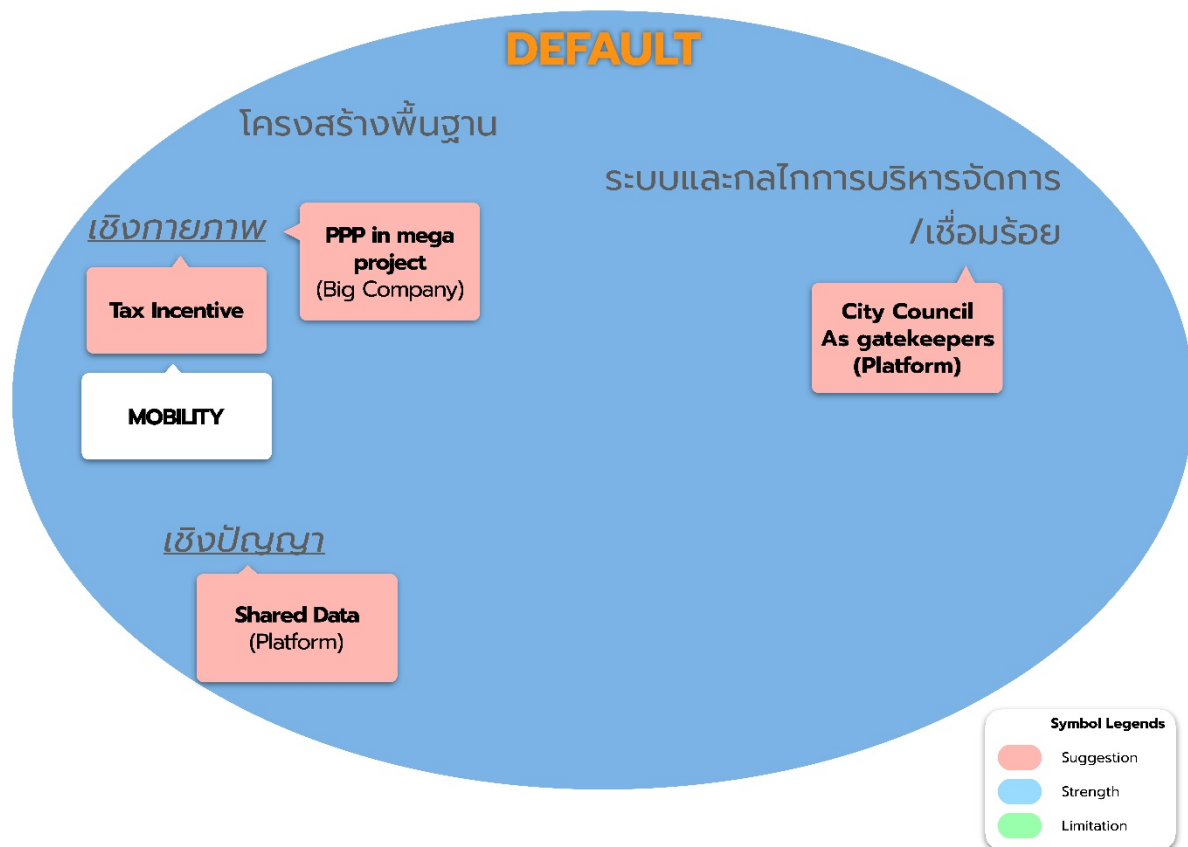 DEFAULT
โครงสร้างพื้นฐาน
ระบบและกลไกการบริหารจัดการ
/เชื่อมร้อย
เชิงกายภาพ
PPP in mega
project
(Big Company)
Tax Incentive
MOBILITY
City Council
As gatekeepers
(Platform)
เชิงปัญญา
Shared Data
(Platform)
Symbol Legends
Suggestion
Strength
Limitation